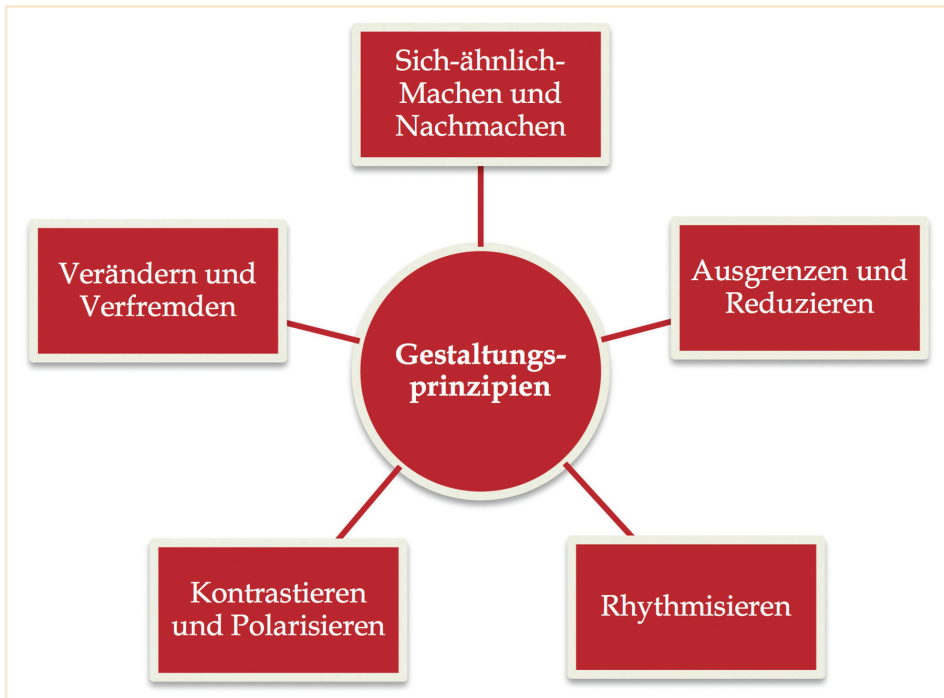 Sich-ähnlich-
Machen und
Nachmachen
Ausgrenzen und
Reduzieren
Rhythmisieren
Kontrastieren
und Polarisieren
Verändern und
Verfremden
Gestaltungs-
prinzipien